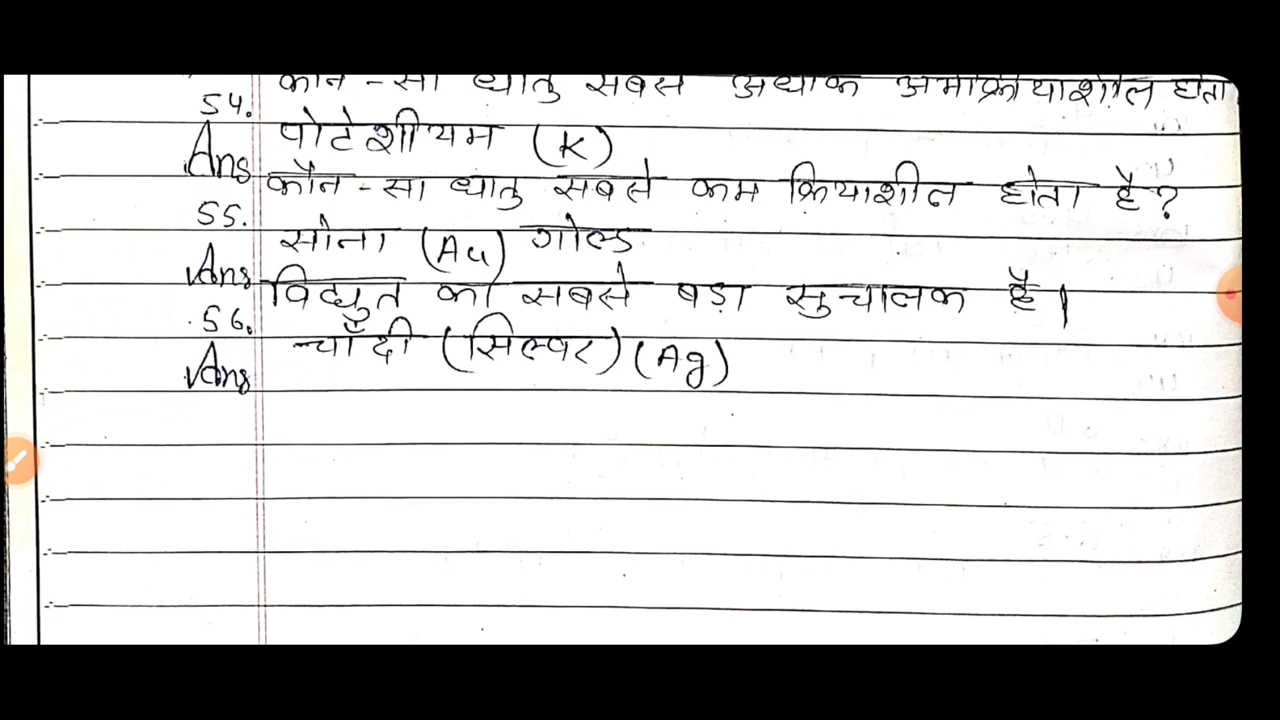 54. कौन-सा धातु सबसे अधिक अभीक्रीयाशील होता
Ans पोटेशीयम (K)
55. कौन-सा धातु सबसे कम क्रियाशील होता है?
Ans सोना (Au) गोल्ड
56. विद्युत का सबसे बड़ा सुचालक है।
Ans चाँदी (सिल्वर) (Ag)